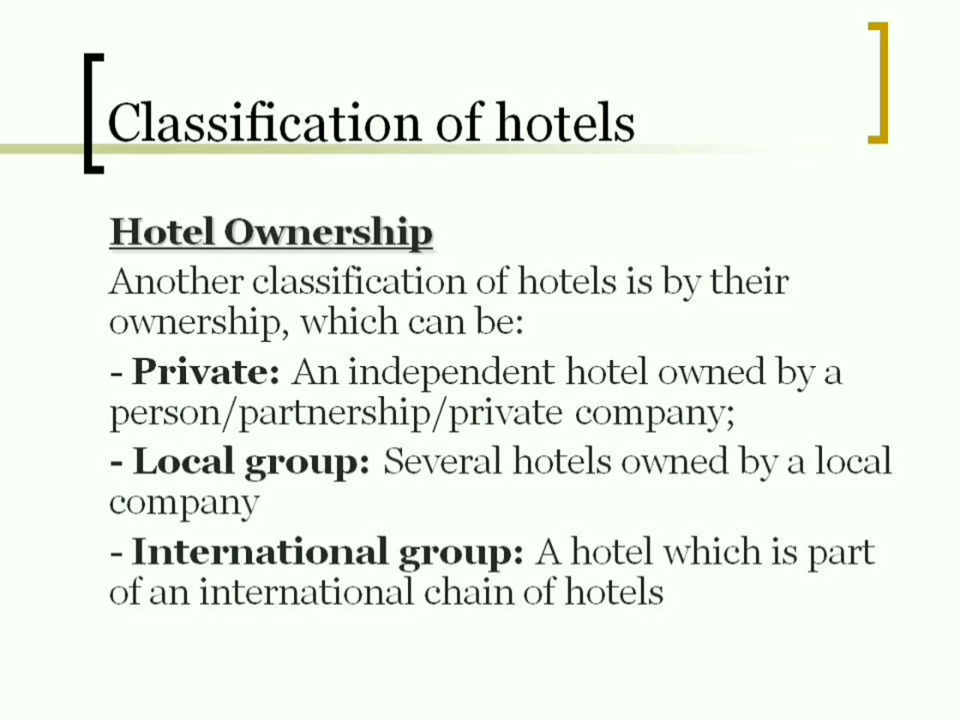 Classification of hotels
Hotel Ownership
Another classification of hotels is by their
ownership, which can be:
- Private: An independent hotel owned by a
person/partnership/private company;
- Local group: Several hotels owned by a local
company
- International group: A hotel which is part
of an international chain of hotels